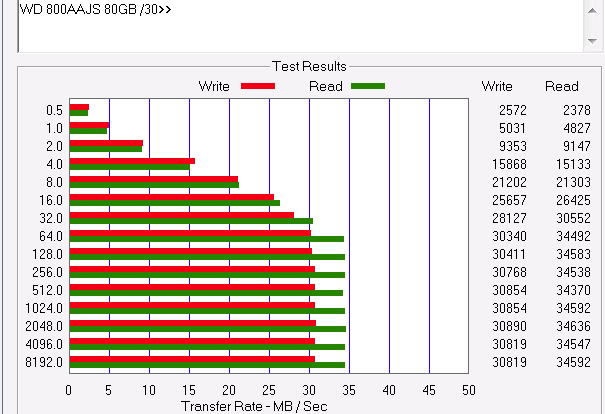 WD 800AAJS 80GB /30>>
Test Results
Write Read Write Read
0.5 2572 2378
1.0 5031 4827
2.0 9353 9147
4.0 15868 15133
8.0 21202 21303
16.0 25657 26425
32.0 28127 30552
64.0 30340 34492
128.0 30411 34583
256.0 30768 34538
512.0 30854 34370
1024.0 30854 34592
2048.0 30890 34636
4096.0 30819 34547
8192.0 30819 34592
0 5 10 15 20 25 30 35 40 45 50
Transfer Rate - MB / Sec